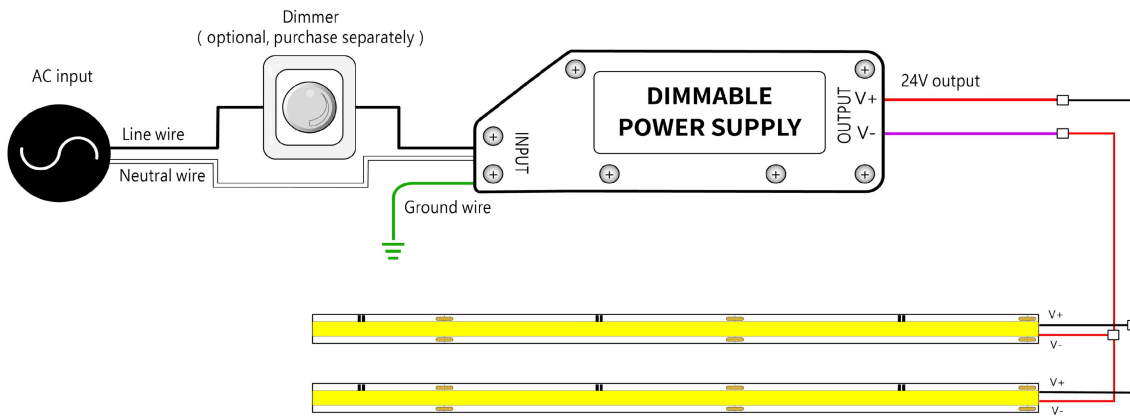 Dimmer
( optional, purchase separately )
AC input
Line wire
Neutral wire
Ground wire
INPUT
DIMMABLE
POWER SUPPLY
OUTPUT
V+
V-
24V output
V+
V-
V+
V-